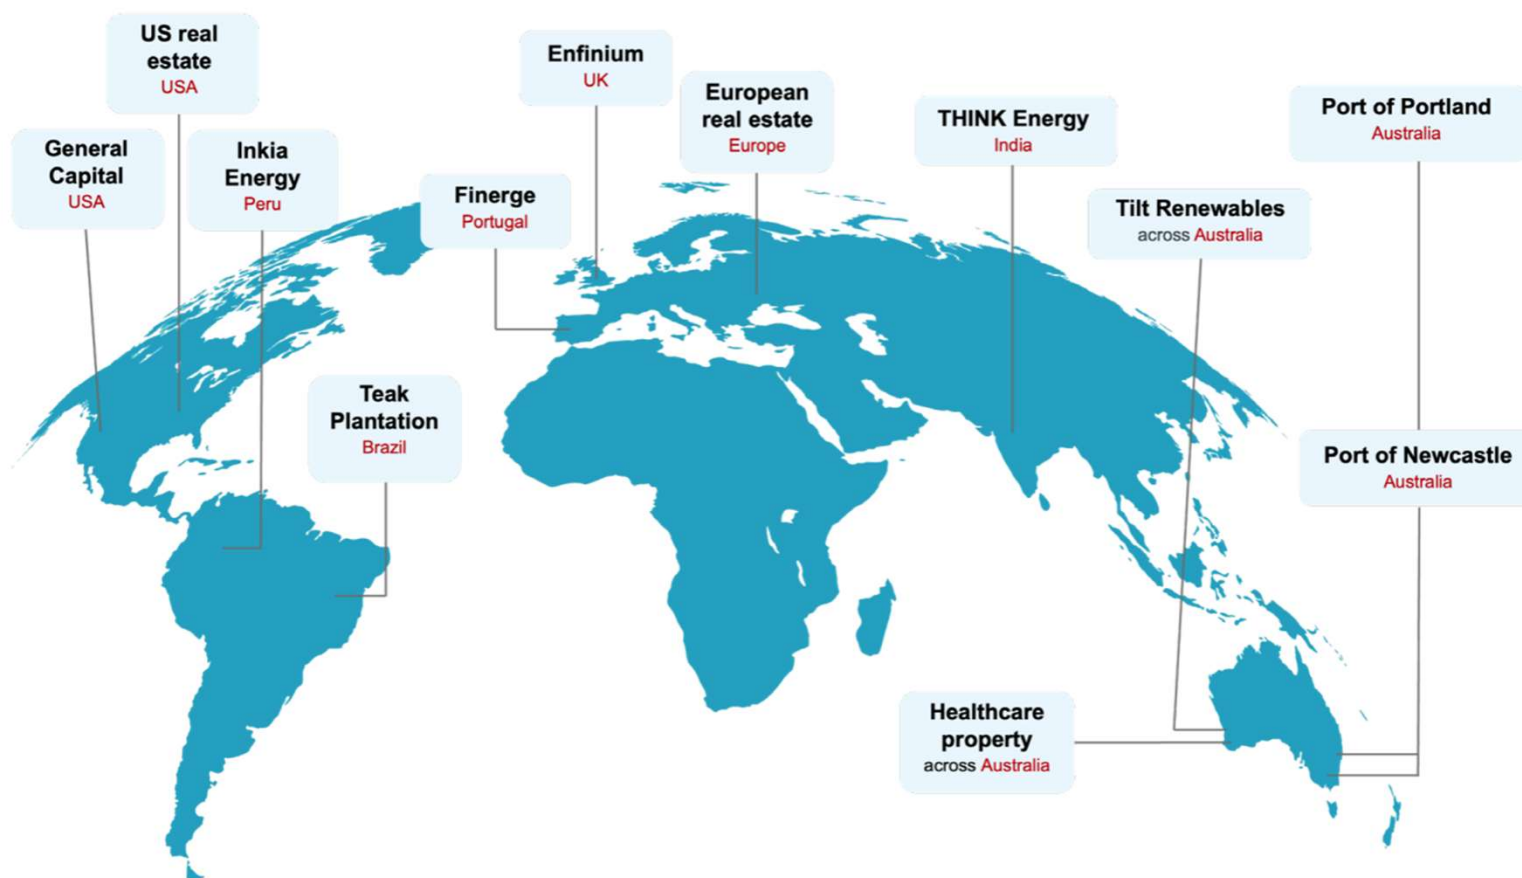 US real
estate
USA
General
Capital
USA
Inkia
Energy
Peru
Enfinium
UK
European
real estate
Europe
Finerge
Portugal
THINK Energy
India
Port of Portland
Australia
Tilt Renewables
across Australia
Teak
Plantation
Brazil
Port of Newcastle
Australia
Healthcare
property
across Australia